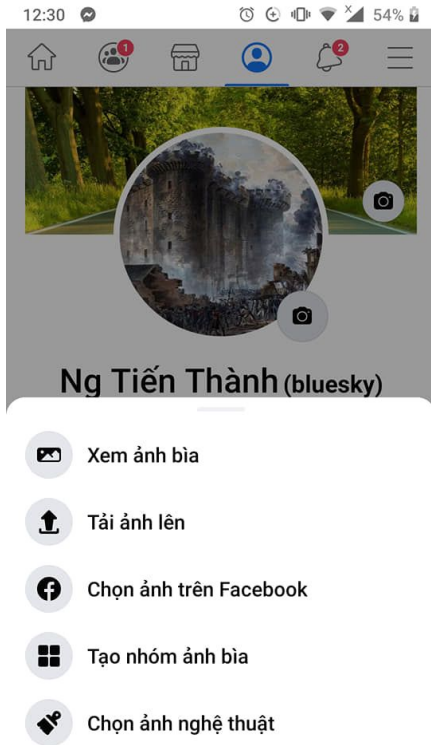 12:30 54%
1 2
Ng Tiến Thành (bluesky)
Xem ảnh bìa
Tải ảnh lên
Chọn ảnh trên Facebook
Tạo nhóm ảnh bìa
Chọn ảnh nghệ thuật